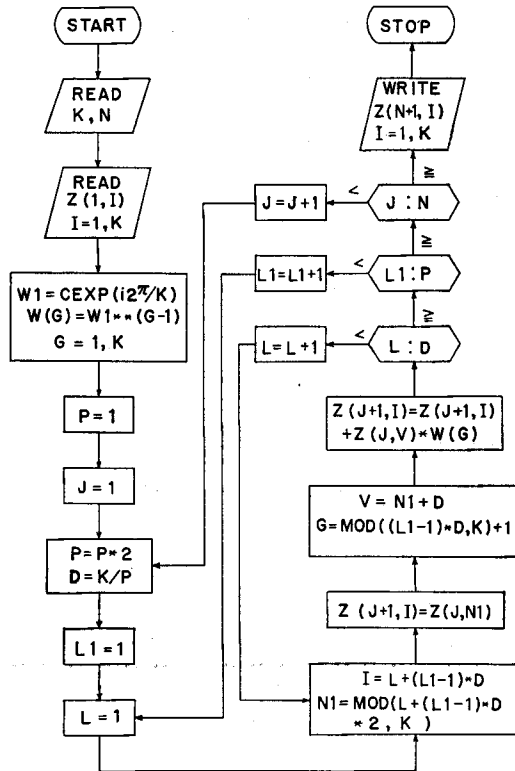 START
READ
K, N
READ
Z(1, I)
I=1, K
W1=CEXP(i2π/K)
W(G)=W1**(G-1)
G = 1, K
P=1
J=1
P=P*2
D=K/P
L1=1
L=1
I=L+(L1-1)*D
N1=MOD(L+(L1-1)*D
*2, K )
Z (J+1,I)=Z(J,N1)
V= N1+D
G=MOD((L1-1)*D,K)+1
Z(J+1,I)=Z(J+1,I)
+Z(J,V)*W(G)
L : D
<
≥
L=L+1
L1:P
<
≥
L1=L1+1
J : N
<
≥
J=J+1
WRITE
Z(N+1, I)
I=1, K
STOP